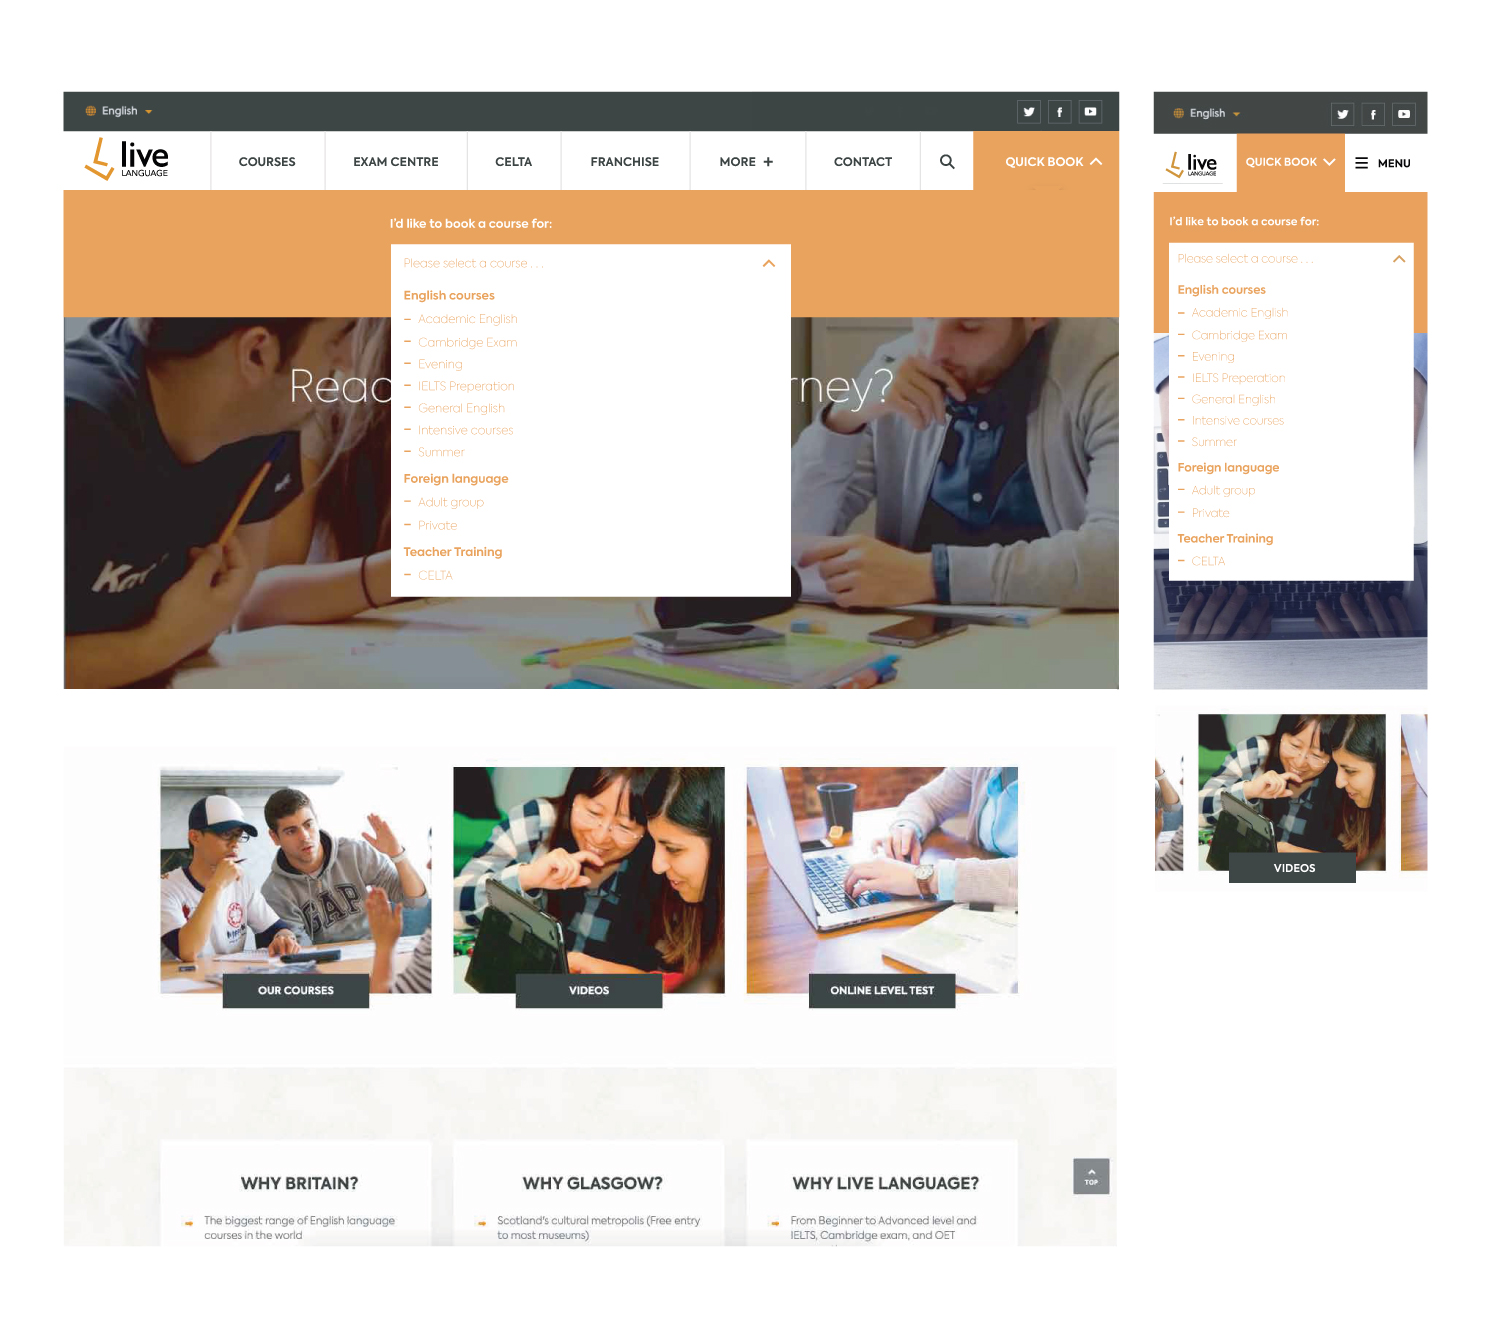 English
live
LANGUAGE
COURSES
EXAM CENTRE
CELTA
FRANCHISE
MORE +
CONTACT
QUICK BOOK
I'd like to book a course for:
Please select a course . . .
English courses
– Academic English
– Cambridge Exam
– Evening
– IELTS Preperation
– General English
– Intensive courses
– Summer
Foreign language
– Adult group
– Private
Teacher Training
– CELTA
OUR COURSES
VIDEOS
ONLINE LEVEL TEST
GAP
WHY BRITAIN?
The biggest range of English language
courses in the world
WHY GLASGOW?
Scotland's cultural metropolis (Free entry
to most museums)
WHY LIVE LANGUAGE?
From Beginner to Advanced level and
IELTS, Cambridge exam, and OET
TOP
English
live
LANGUAGE
QUICK BOOK
MENU
I'd like to book a course for:
Please select a course . . .
English courses
– Academic English
– Cambridge Exam
– Evening
– IELTS Preperation
– General English
– Intensive courses
– Summer
Foreign language
– Adult group
– Private
Teacher Training
– CELTA
VIDEOS